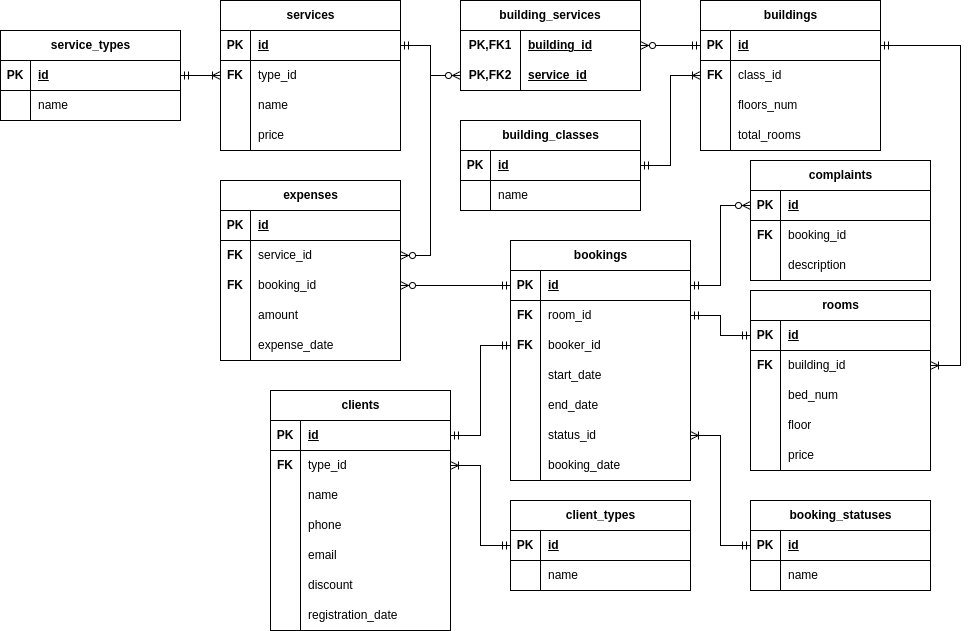 service_types
PK id
name
services
PK id
FK type_id
name
price
building_services
PK,FK1 building_id
PK,FK2 service_id
buildings
PK id
FK class_id
floors_num
total_rooms
building_classes
PK id
name
expenses
PK id
FK service_id
FK booking_id
amount
expense_date
complaints
PK id
FK booking_id
description
bookings
PK id
FK room_id
FK booker_id
start_date
end_date
status_id
booking_date
rooms
PK id
FK building_id
bed_num
floor
price
clients
PK id
FK type_id
name
phone
email
discount
registration_date
client_types
PK id
name
booking_statuses
PK id
name